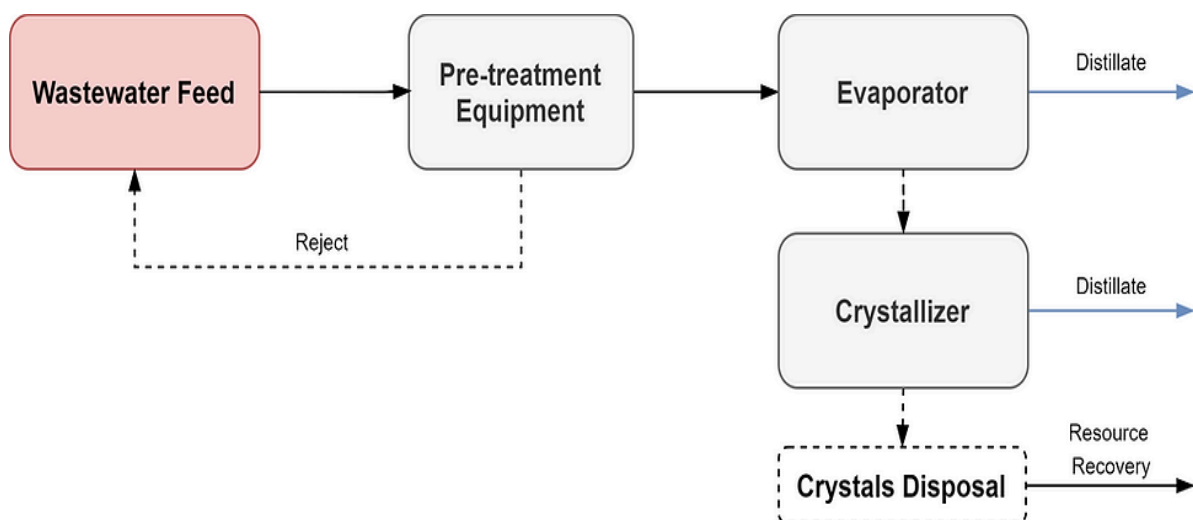 Wastewater Feed
Pre-treatment
Equipment
Evaporator
Distillate
Reject
Crystallizer
Distillate
Crystals Disposal
Resource
Recovery